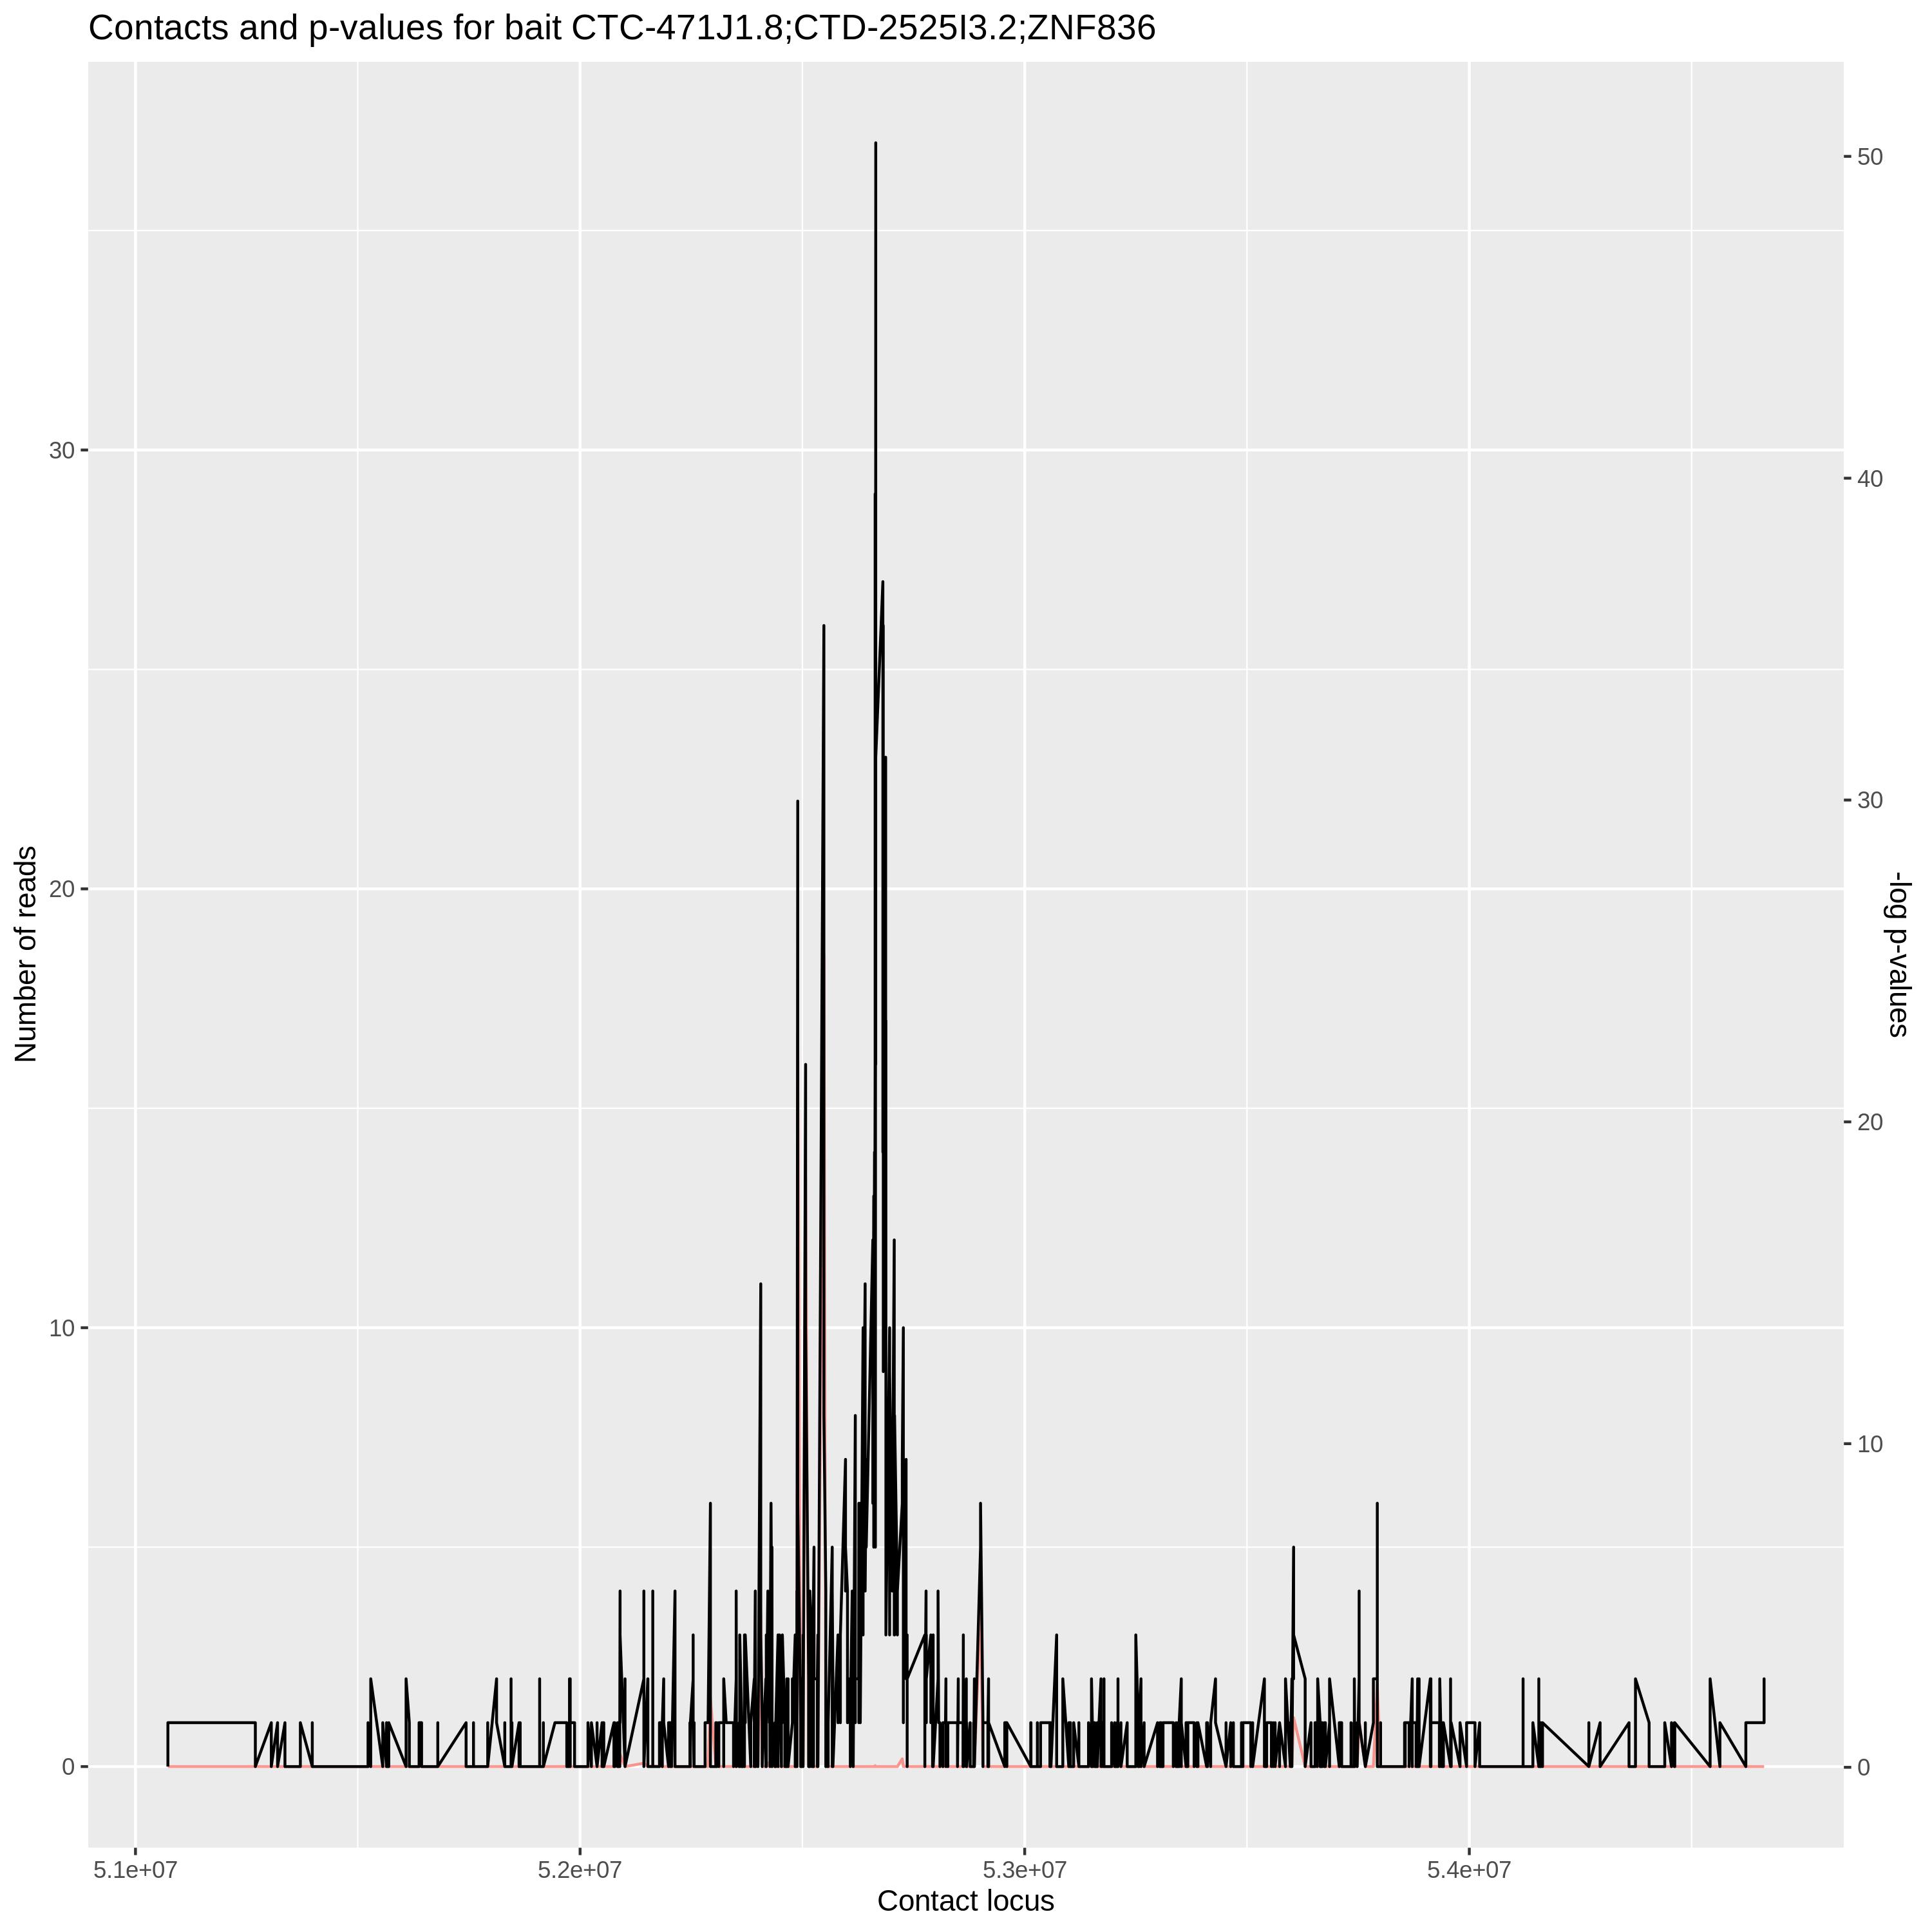 Contacts and p-values for bait CTC-471J1.8;CTD-2525I3.2;ZNF836
Number of reads
30
20
10
0
50
40
30
20
10
0
-log p-values
5.1e+07 5.2e+07 5.3e+07 5.4e+07
Contact locus